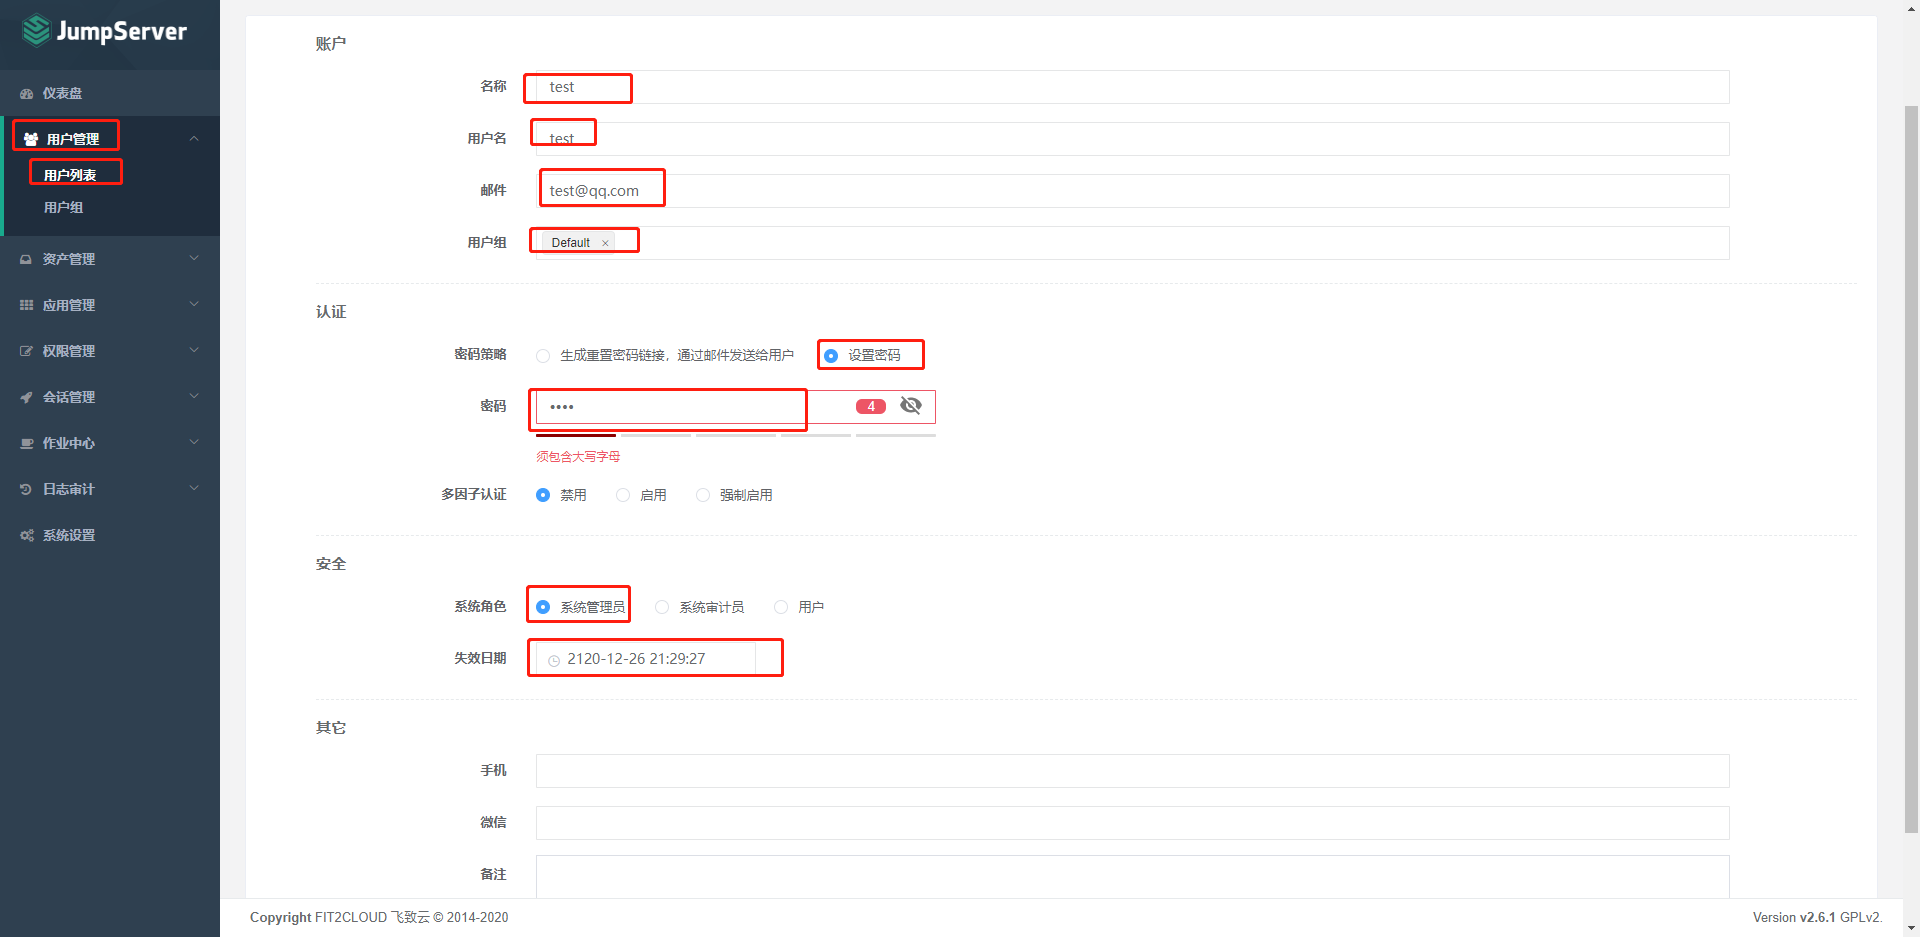 JumpServer
仪表盘
用户管理
用户列表
用户组
资产管理
应用管理
权限管理
会话管理
作业中心
日志审计
系统设置
账户
名称 test
用户名 test
邮件 test@qq.com
用户组 Default ×
认证
密码策略 生成重置密码链接，通过邮件发送给用户 设置密码
密码 •••• 4
须包含大写字母
多因子认证 禁用 启用 强制启用
安全
系统角色 系统管理员 系统审计员 用户
失效日期 2120-12-26 21:29:27
其它
手机
微信
备注
Copyright FIT2CLOUD 飞致云 © 2014-2020
Version v2.6.1 GPLv2.